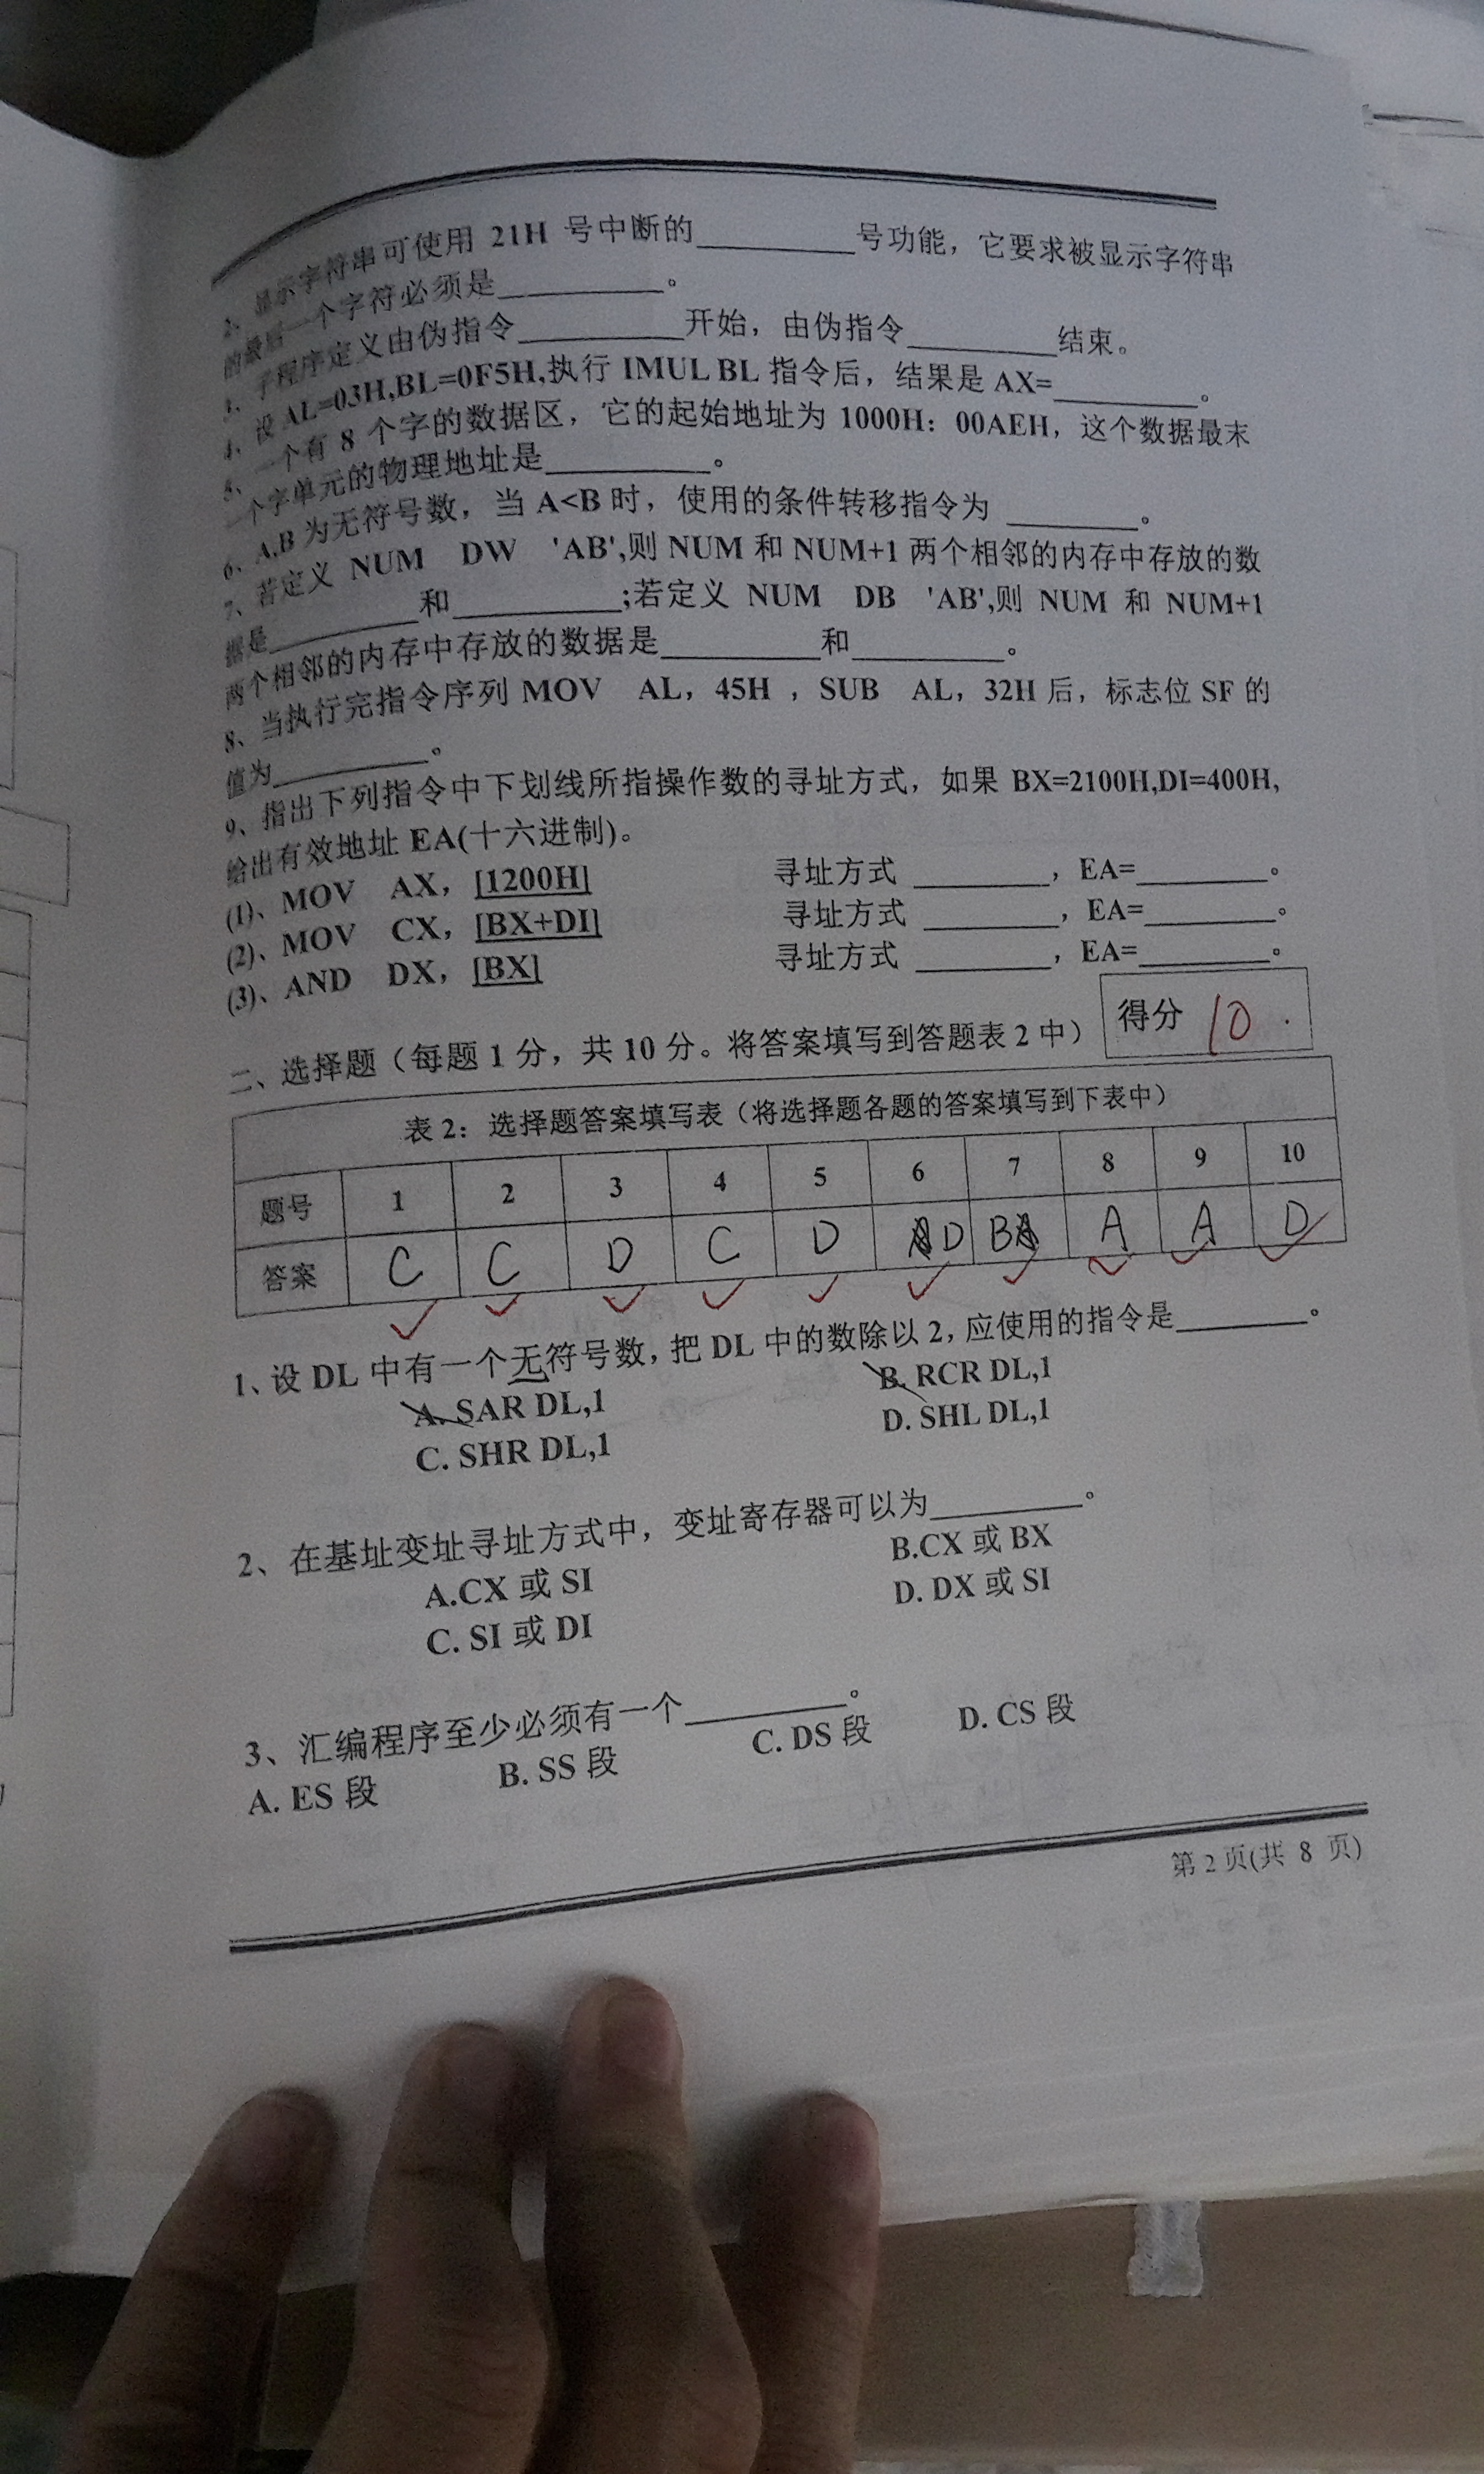 2、显示字符串可使用 21H 号中断的________号功能，它要求被显示字符串
的最后一个字符必须是________。
3、子程序定义由伪指令________开始，由伪指令________结束。
4、设 AL=03H,BL=0F5H,执行 IMUL BL 指令后，结果是 AX=________。
5、一个有 8 个字的数据区，它的起始地址为 1000H：00AEH，这个数据最末
一个字单元的物理地址是________。
6、A,B 为无符号数，当 A<B 时，使用的条件转移指令为 ________。
7、若定义 NUM DW 'AB',则 NUM 和 NUM+1 两个相邻的内存中存放的数
据是________和________;若定义 NUM DB 'AB',则 NUM 和 NUM+1
两个相邻的内存中存放的数据是________和________。
8、当执行完指令序列 MOV AL，45H ，SUB AL，32H 后，标志位 SF 的
值为________。
9、指出下列指令中下划线所指操作数的寻址方式，如果 BX=2100H,DI=400H,
给出有效地址 EA(十六进制)。
(1)、MOV AX，[1200H] 寻址方式 ________，EA=________。
(2)、MOV CX，[BX+DI] 寻址方式 ________，EA=________。
(3)、AND DX，[BX] 寻址方式 ________，EA=________。
二、选择题（每题 1 分，共 10 分。将答案填写到答题表 2 中） 得分 10.
表 2：选择题答案填写表（将选择题各题的答案填写到下表中）
题号 1 2 3 4 5 6 7 8 9 10
答案 C C D C D D B A A D
1、设 DL 中有一个无符号数，把 DL 中的数除以 2，应使用的指令是________。
A. SAR DL,1 B. RCR DL,1
C. SHR DL,1 D. SHL DL,1
2、在基址变址寻址方式中，变址寄存器可以为________。
A.CX 或 SI B.CX 或 BX
C. SI 或 DI D. DX 或 SI
3、汇编程序至少必须有一个________。
A. ES 段 B. SS 段 C. DS 段 D. CS 段
第 2 页(共 8 页)